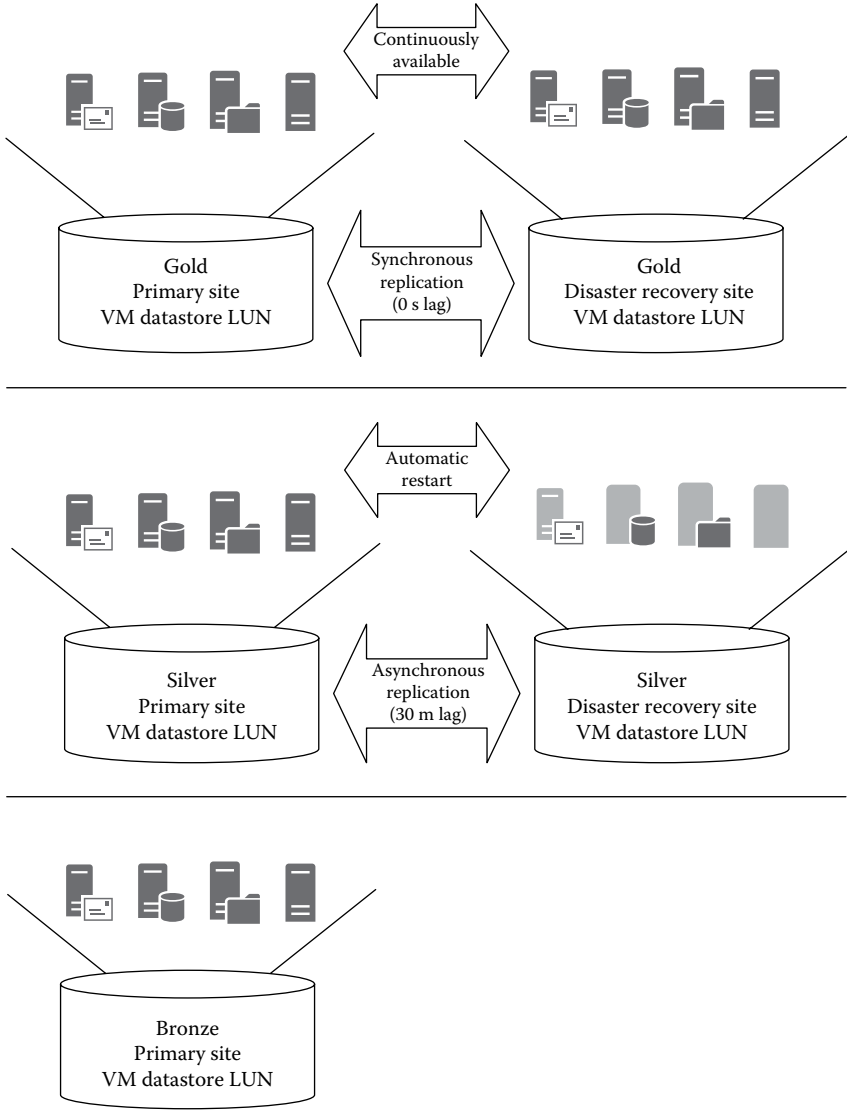 Continuously
available
Gold
Primary site
VM datastore LUN
Synchronous
replication
(0 s lag)
Gold
Disaster recovery site
VM datastore LUN
Automatic
restart
Silver
Primary site
VM datastore LUN
Asynchronous
replication
(30 m lag)
Silver
Disaster recovery site
VM datastore LUN
Bronze
Primary site
VM datastore LUN